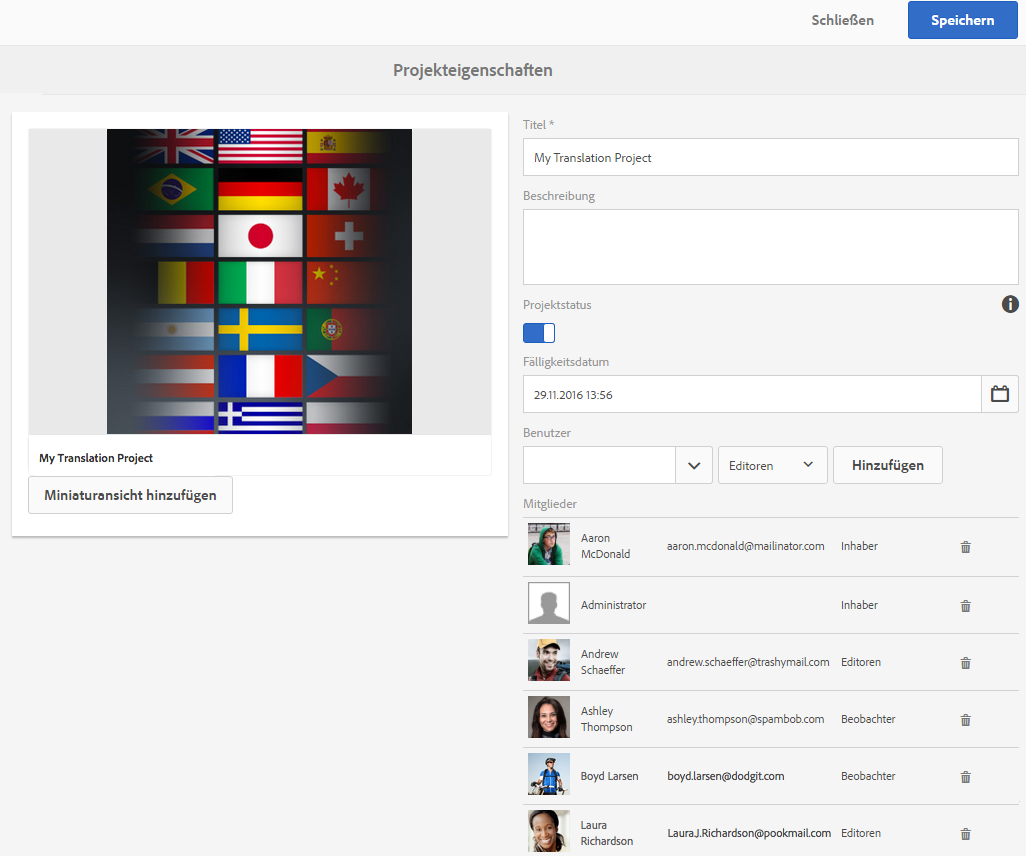 Schließen
Speichern
Projekteigenschaften
My Translation Project
Miniaturansicht hinzufügen
Titel *
My Translation Project
Beschreibung
Projektstatus
Fälligkeitsdatum
29.11.2016 13:56
Benutzer
Editoren
Hinzufügen
Mitglieder
Aaron
McDonald
aaron.mcdonald@mailinator.com
Inhaber
Administrator
Inhaber
Andrew
Schaeffer
andrew.schaeffer@trashymail.com
Editoren
Ashley
Thompson
ashley.thompson@spambob.com
Beobachter
Boyd Larsen
boyd.larsen@dodgit.com
Beobachter
Laura
Richardson
Laura.J.Richardson@pookmail.com
Editoren